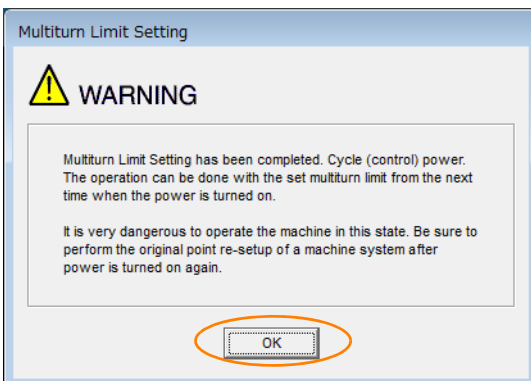 Multiturn Limit Setting
WARNING
Multiturn Limit Setting has been completed. Cycle (control) power.
The operation can be done with the set multiturn limit from the next
time when the power is turned on.
It is very dangerous to operate the machine in this state. Be sure to
perform the original point re-setup of a machine system after
power is turned on again.
OK